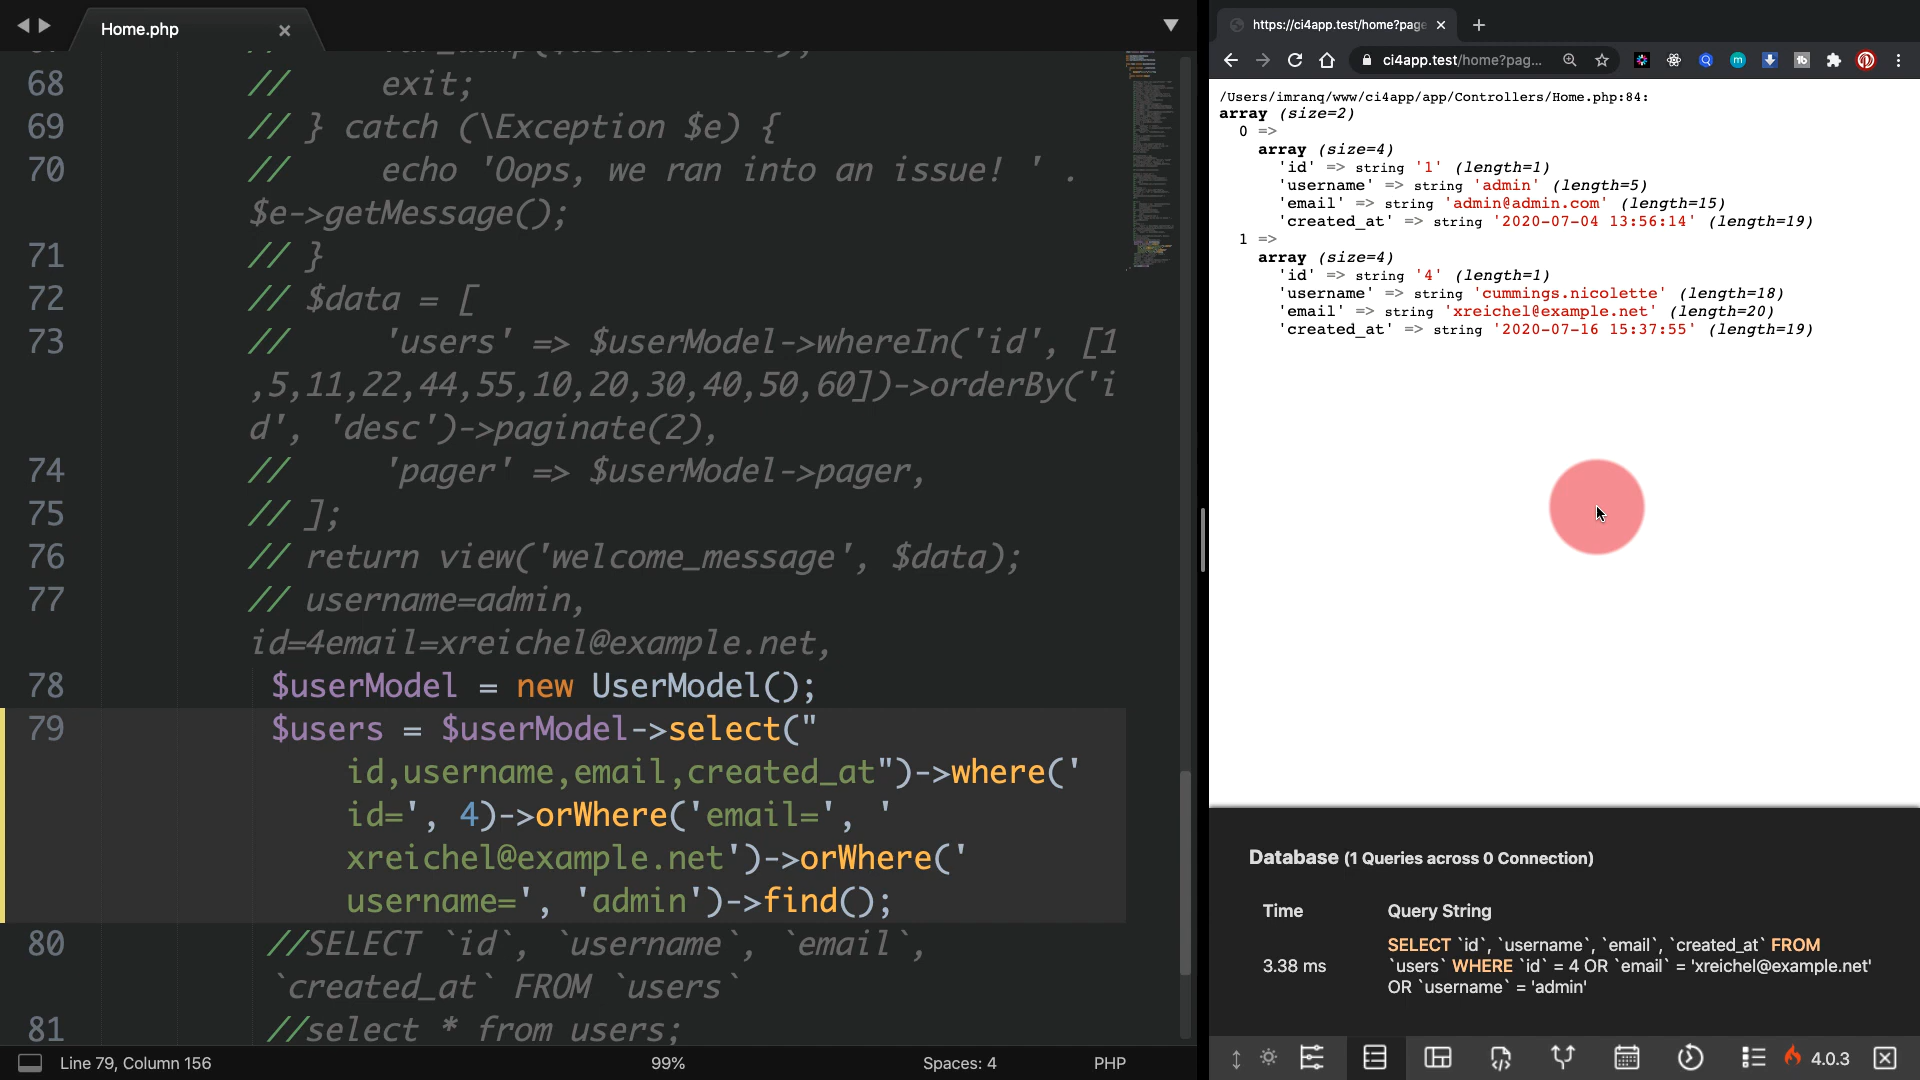 Home.php
68 // exit;
69 // } catch (\Exception $e) {
70 // echo 'Oops, we ran into an issue! ' .
$e->getMessage();
71 // }
72 // $data = [
73 // 'users' => $userModel->whereIn('id', [1
,5,11,22,44,55,10,20,30,40,50,60])->orderBy('i
d', 'desc')->paginate(2),
74 // 'pager' => $userModel->pager,
75 // ];
76 // return view('welcome_message', $data);
77 // username=admin,
id=4email=xreichel@example.net,
78 $userModel = new UserModel();
79 $users = $userModel->select("
id,username,email,created_at")->where('
id=', 4)->orWhere('email=', '
xreichel@example.net')->orWhere('
username=', 'admin')->find();
80 //SELECT `id`, `username`, `email`,
`created_at` FROM `users`
81 //select * from users;
Line 79, Column 156
99%
Spaces: 4
PHP
https://ci4app.test/home?page
ci4app.test/home?pag...
/Users/imranq/www/ci4app/app/Controllers/Home.php:84:
array (size=2)
0 =>
array (size=4)
'id' => string '1' (length=1)
'username' => string 'admin' (length=5)
'email' => string 'admin@admin.com' (length=15)
'created_at' => string '2020-07-04 13:56:14' (length=19)
1 =>
array (size=4)
'id' => string '4' (length=1)
'username' => string 'cummings.nicolette' (length=18)
'email' => string 'xreichel@example.net' (length=20)
'created_at' => string '2020-07-16 15:37:55' (length=19)
Database (1 Queries across 0 Connection)
Time Query String
3.38 ms
SELECT `id`, `username`, `email`, `created_at` FROM
`users` WHERE `id` = 4 OR `email` = 'xreichel@example.net'
OR `username` = 'admin'
4.0.3